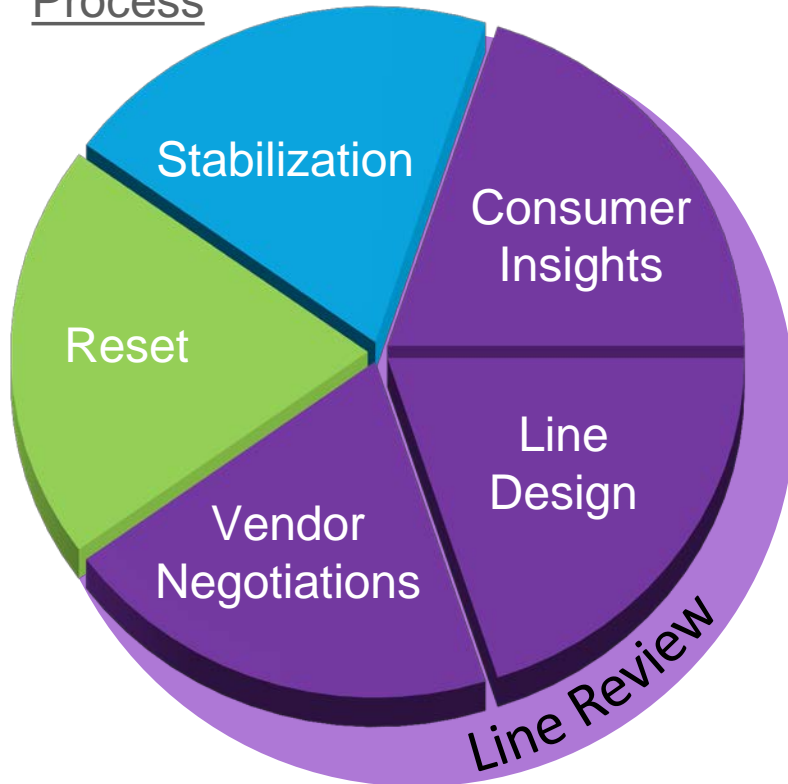 Process
Stabilization
Consumer
Insights
Reset
Line
Design
Vendor
Negotiations
Line Review